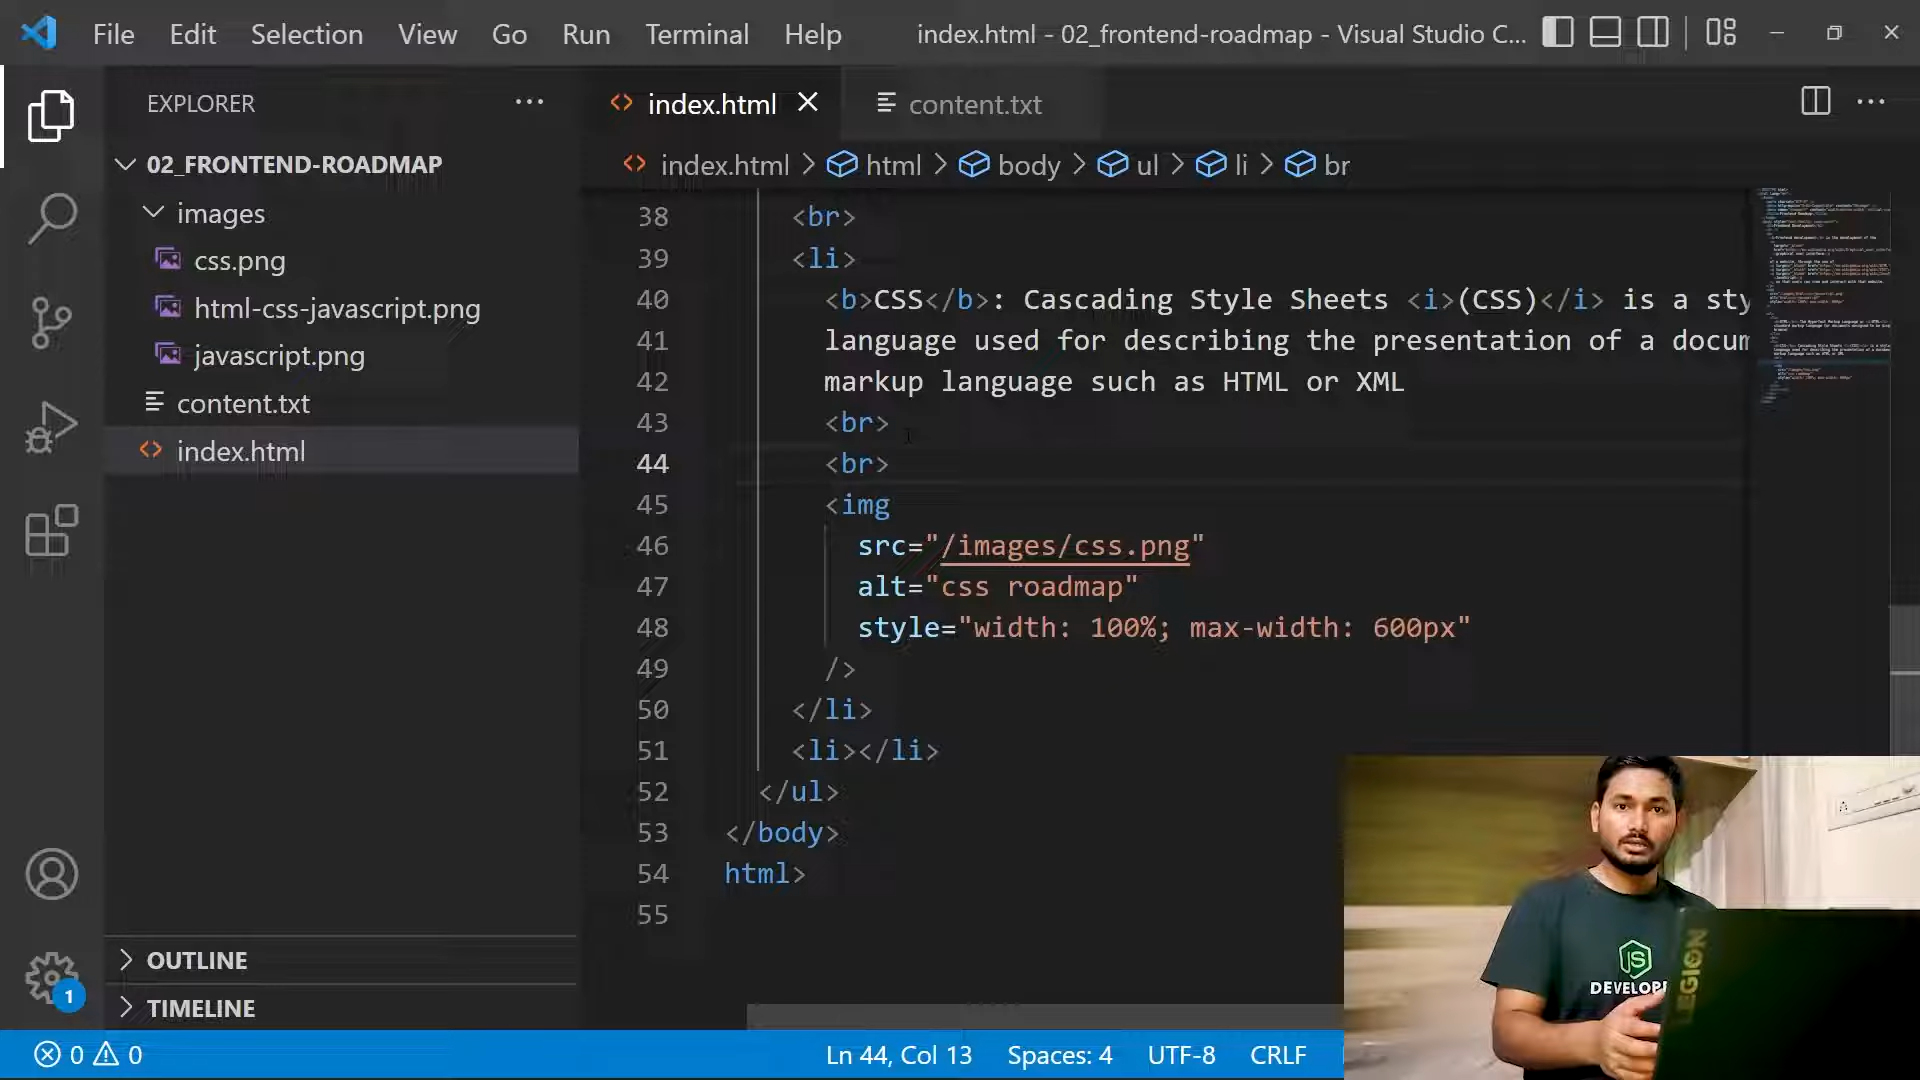 File Edit Selection View Go Run Terminal Help index.html - 02_frontend-roadmap - Visual Studio C...
EXPLORER
02_FRONTEND-ROADMAP
images
css.png
html-css-javascript.png
javascript.png
content.txt
index.html
OUTLINE
TIMELINE
1
index.html content.txt
index.html > html > body > ul > li > br
38 <br>
39 <li>
40 <b>CSS</b>: Cascading Style Sheets <i>(CSS)</i> is a sty
41 language used for describing the presentation of a docum
42 markup language such as HTML or XML
43 <br>
44 <br>
45 <img
46 src="/images/css.png"
47 alt="css roadmap"
48 style="width: 100%; max-width: 600px"
49 />
50 </li>
51 <li></li>
52 </ul>
53 </body>
54 html>
55
JS
DEVELOP
LEGION
0 0 Ln 44, Col 13 Spaces: 4 UTF-8 CRLF